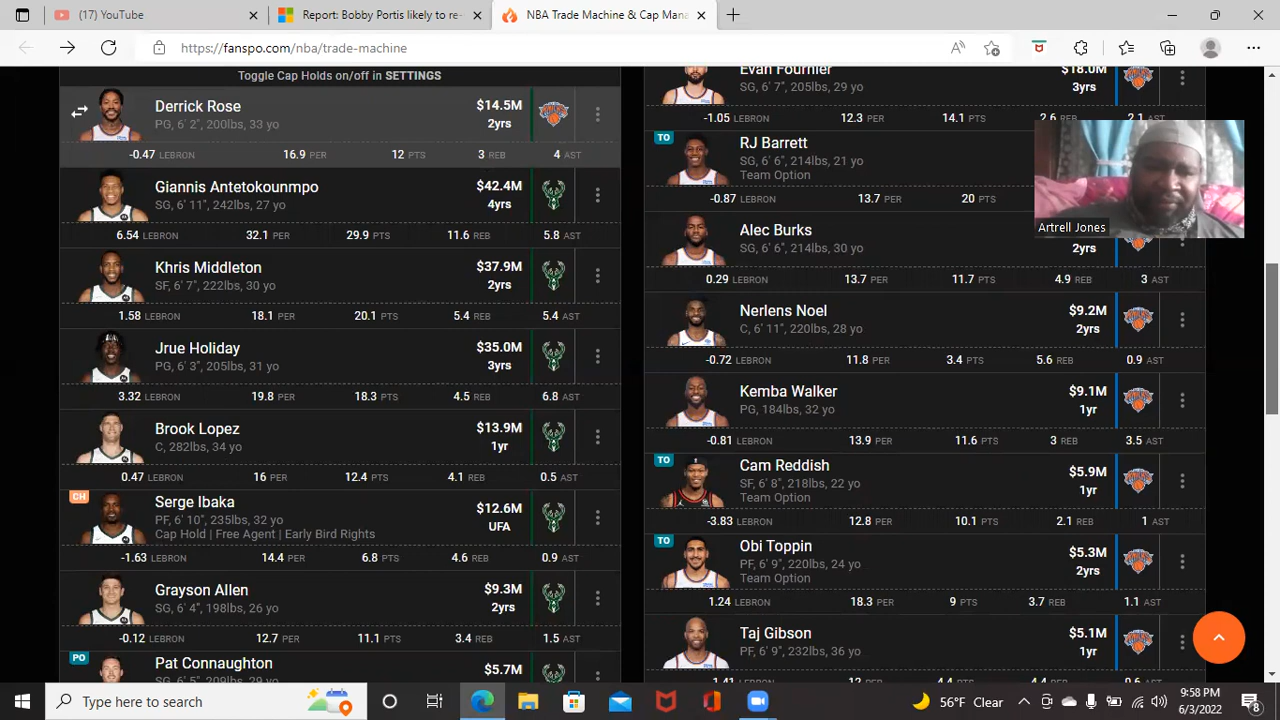 (17) YouTube
Report: Bobby Portis likely to re-
NBA Trade Machine & Cap Mana
https://fanspo.com/nba/trade-machine
Toggle Cap Holds on/off in SETTINGS
Derrick Rose $14.5M
PG, 6' 2", 200lbs, 33 yo 2yrs
-0.47 LEBRON 16.9 PER 12 PTS 3 REB 4 AST
Giannis Antetokounmpo $42.4M
SG, 6' 11", 242lbs, 27 yo 4yrs
6.54 LEBRON 32.1 PER 29.9 PTS 11.6 REB 5.8 AST
Khris Middleton $37.9M
SF, 6' 7", 222lbs, 30 yo 2yrs
1.58 LEBRON 18.1 PER 20.1 PTS 5.4 REB 5.4 AST
Jrue Holiday $35.0M
PG, 6' 3", 205lbs, 31 yo 3yrs
3.32 LEBRON 19.8 PER 18.3 PTS 4.5 REB 6.8 AST
Brook Lopez $13.9M
C, 282lbs, 34 yo 1yr
0.47 LEBRON 16 PER 12.4 PTS 4.1 REB 0.5 AST
CH
Serge Ibaka $12.6M
PF, 6' 10", 235lbs, 32 yo UFA
Cap Hold | Free Agent | Early Bird Rights
-1.63 LEBRON 14.4 PER 6.8 PTS 4.6 REB 0.9 AST
Grayson Allen $9.3M
SG, 6' 4", 198lbs, 26 yo 2yrs
-0.12 LEBRON 12.7 PER 11.1 PTS 3.4 REB 1.5 AST
PO
Pat Connaughton $5.7M
SG, 6' 5", 209lbs, 29 yo
Evan Fournier $18.0M
SG, 6' 7", 205lbs, 29 yo 3yrs
-1.05 LEBRON 12.3 PER 14.1 PTS 2.6 REB 2.1 AST
TO
RJ Barrett
SG, 6' 6", 214lbs, 21 yo
Team Option
-0.87 LEBRON 13.7 PER 20 PTS
Artrell Jones
Alec Burks
SG, 6' 6", 214lbs, 30 yo 2yrs
0.29 LEBRON 13.7 PER 11.7 PTS 4.9 REB 3 AST
Nerlens Noel $9.2M
C, 6' 11", 220lbs, 28 yo 2yrs
-0.72 LEBRON 11.8 PER 3.4 PTS 5.6 REB 0.9 AST
Kemba Walker $9.1M
PG, 184lbs, 32 yo 1yr
-0.81 LEBRON 13.9 PER 11.6 PTS 3 REB 3.5 AST
TO
Cam Reddish $5.9M
SF, 6' 8", 218lbs, 22 yo 1yr
Team Option
-3.83 LEBRON 12.8 PER 10.1 PTS 2.1 REB 1 AST
TO
Obi Toppin $5.3M
PF, 6' 9", 220lbs, 24 yo 2yrs
Team Option
1.24 LEBRON 18.3 PER 9 PTS 3.7 REB 1.1 AST
Taj Gibson $5.1M
PF, 6' 9", 232lbs, 36 yo 1yr
Type here to search
56°F Clear
9:58 PM
6/3/2022
8